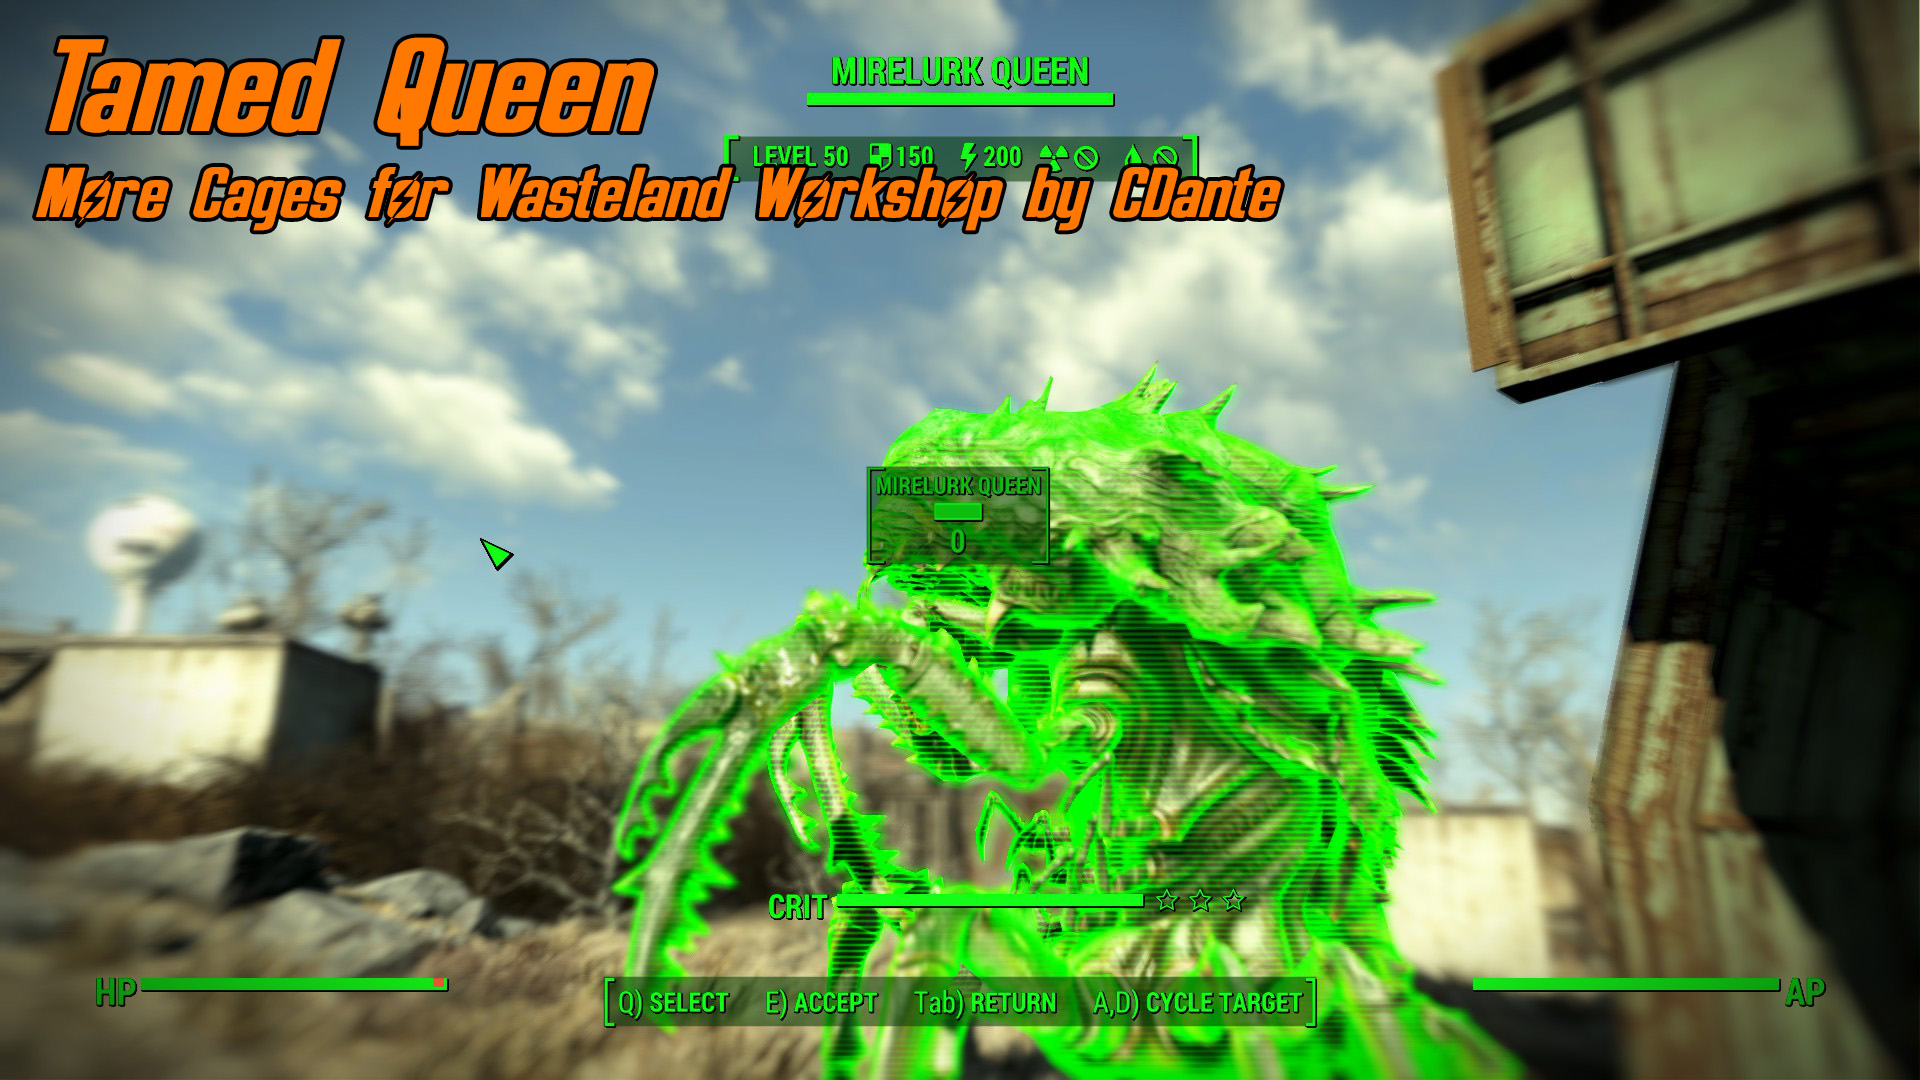 Tamed Queen
MIRELURK QUEEN
LEVEL 50 150 200
More Cages for Wasteland Workshop by CDante
MIRELURK QUEEN
0
CRIT
HP
Q) SELECT E) ACCEPT Tab) RETURN A,D) CYCLE TARGET
AP